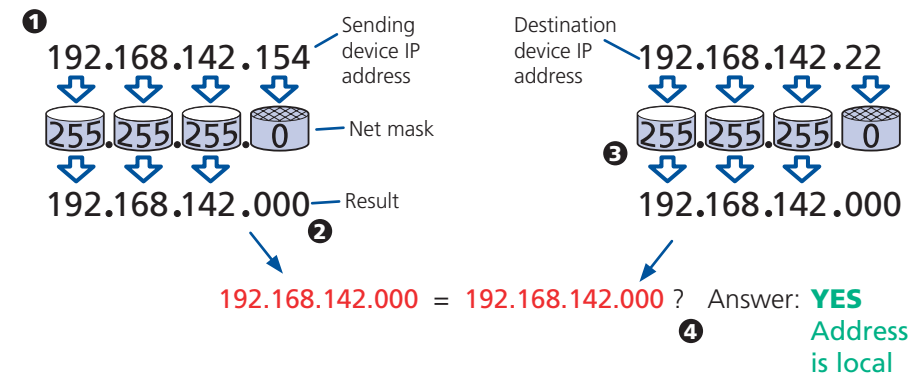 1
192.168.142.154
Sending
device IP
address
255.255.255.0
Net mask
192.168.142.000
Result
2
Destination
device IP
address
192.168.142.22
3
255.255.255.0
192.168.142.000
192.168.142.000 = 192.168.142.000 ? Answer: YES
4
Address
is local